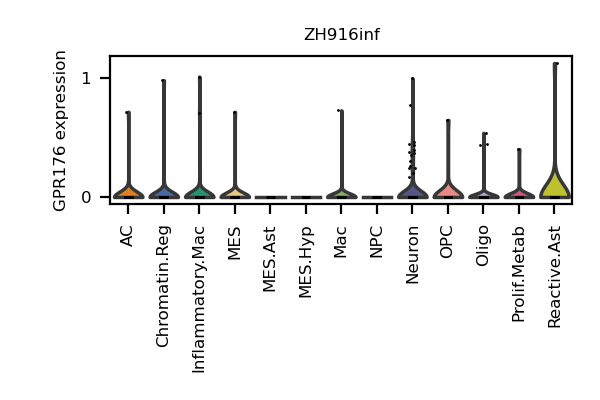 ZH916inf
GPR176 expression
1
0
AC
Chromatin.Reg
Inflammatory.Mac
MES
MES.Ast
MES.Hyp
Mac
NPC
Neuron
OPC
Oligo
Prolif.Metab
Reactive.Ast